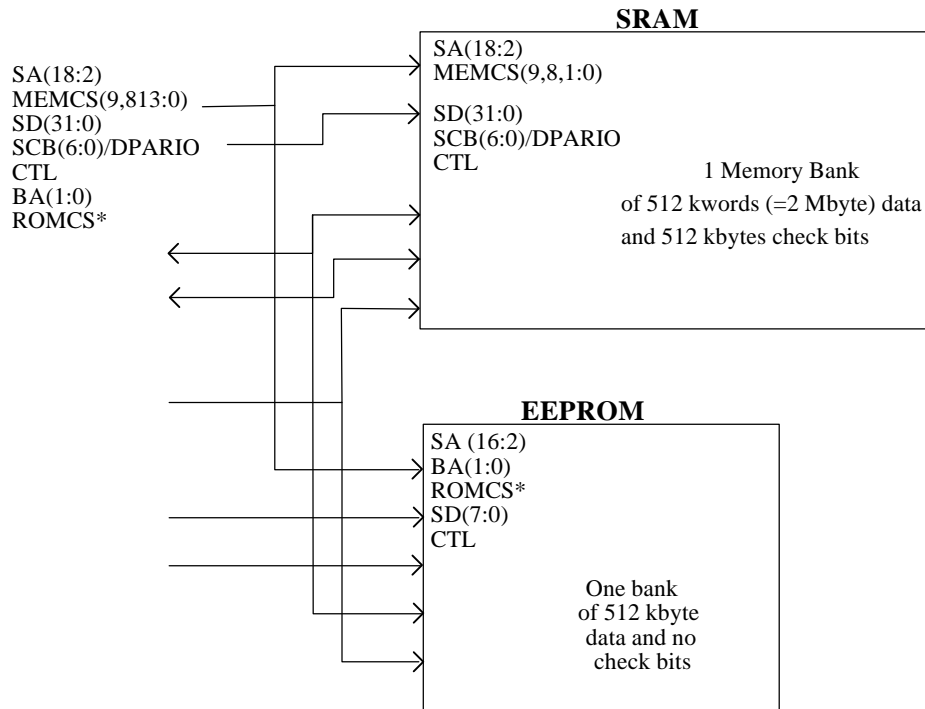 SRAM
SA(18:2)
MEMCS(9,813:0)
SD(31:0)
SCB(6:0)/DPARIO
CTL
BA(1:0)
ROMCS*
SA(18:2)
MEMCS(9,8,1:0)
SD(31:0)
SCB(6:0)/DPARIO
CTL
1 Memory Bank
of 512 kwords (=2 Mbyte) data
and 512 kbytes check bits
EEPROM
SA (16:2)
BA(1:0)
ROMCS*
SD(7:0)
CTL
One bank
of 512 kbyte
data and no
check bits